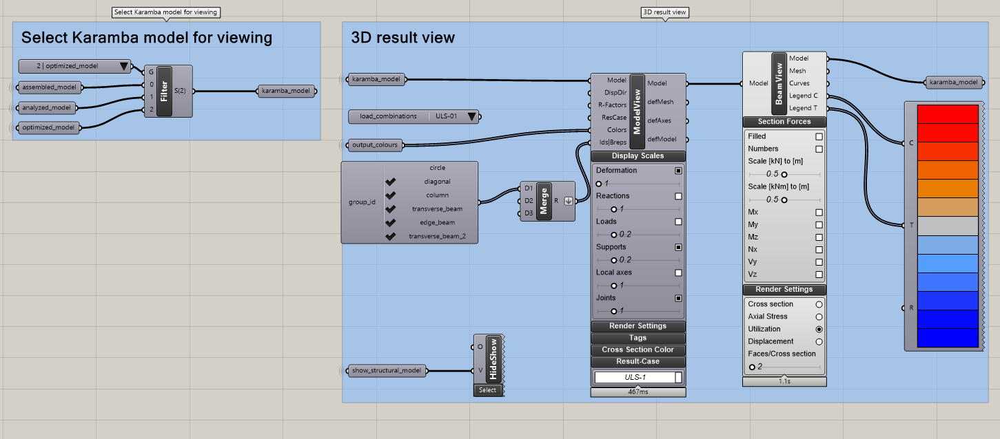 Select Karamba model for viewing
3D result view
Select Karamba model for viewing
2 | optimized_model
assembled_model
analyzed_model
optimized_model
G
0
1
2
Filter
S(2)
karamba_model
3D result view
karamba_model
load_combinations ULS-01
output_colours
group_id
circle
diagonal
column
transverse_beam
edge_beam
transverse_beam_2
D1
D2
D3
Merge
R
show_structural_model
O
V
HideShow
Select
Model
DispDir
R-Factors
ResCase
Colors
Ids|Breps
ModelView
Model
defMesh
defAxes
defModel
Display Scales
Deformation
1
Reactions
1
Loads
0.2
Supports
0.2
Local axes
1
Joints
1
Render Settings
Tags
Cross Section Color
Result-Case
ULS-1
467ms
Model
BeamView
Model
Mesh
Curves
Legend C
Legend T
Section Forces
Filled
Numbers
Scale [kN] to [m]
0.5
Scale [kNm] to [m]
0.5
Mx
My
Mz
Nx
Vy
Vz
Render Settings
Cross section
Axial Stress
Utilization
Displacement
Faces/Cross section
2
1.1s
karamba_model
C
T
R